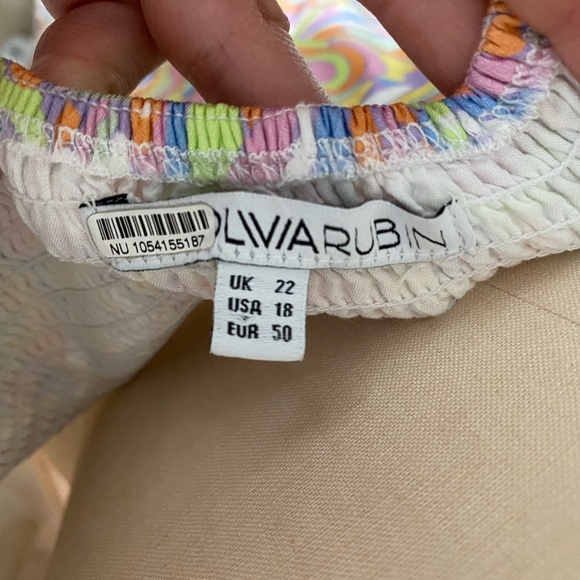 OLIVIA RUBIN
NU 1054155187
UK 22
USA 18
EUR 50